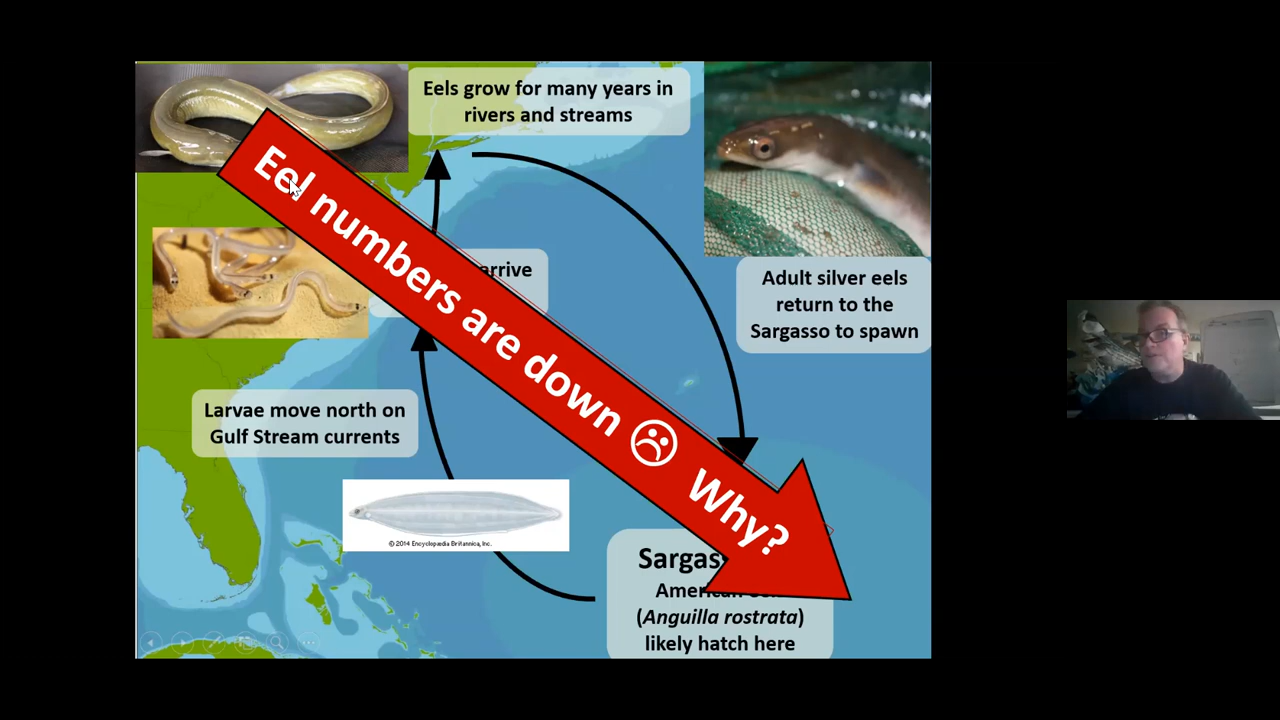 Eels grow for many years in
rivers and streams
Eel numbers are down ☹ Why?
arrive
Adult silver eels
return to the
Sargasso to spawn
Larvae move north on
Gulf Stream currents
© 2014 Encyclopædia Britannica, Inc.
American
(Anguilla rostrata)
likely hatch here